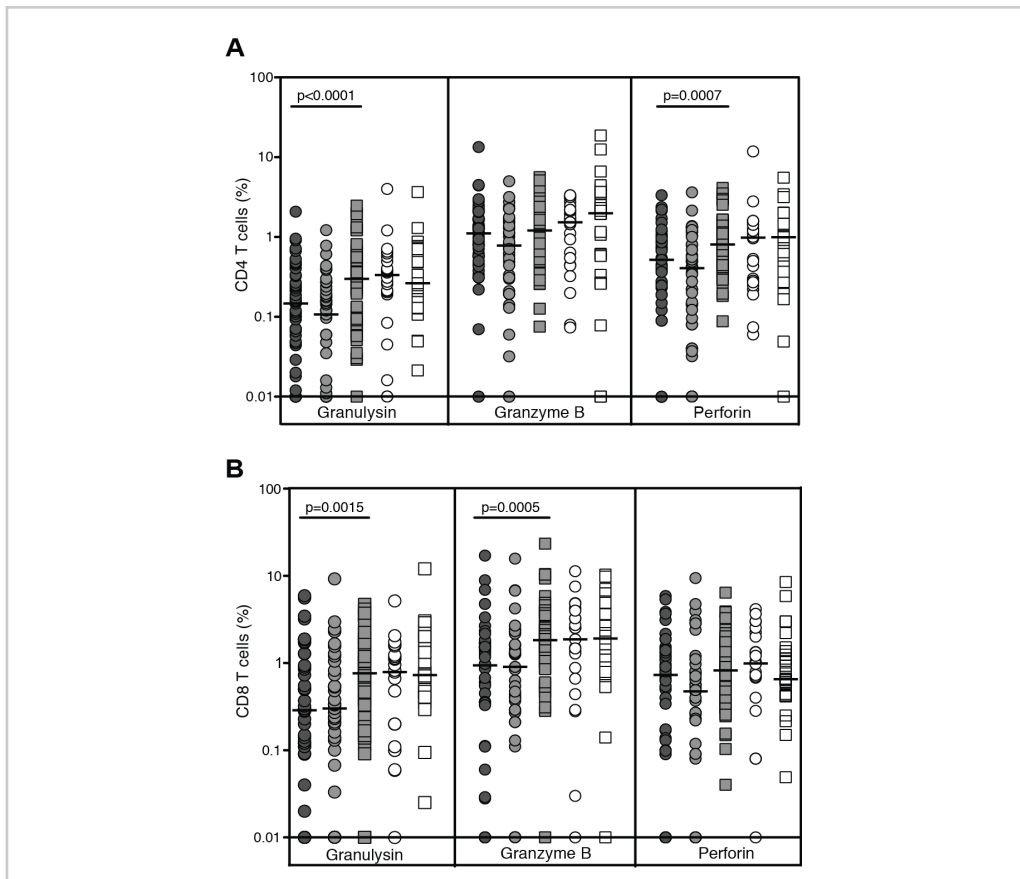 A
100
p<0.0001
p=0.0007
10
CD4 T cells (%)
1
0.1
0.01
Granulysin
Granzyme B
Perforin
B
100
p=0.0015
p=0.0005
10
CD8 T cells (%)
1
0.1
0.01
Granulysin
Granzyme B
Perforin